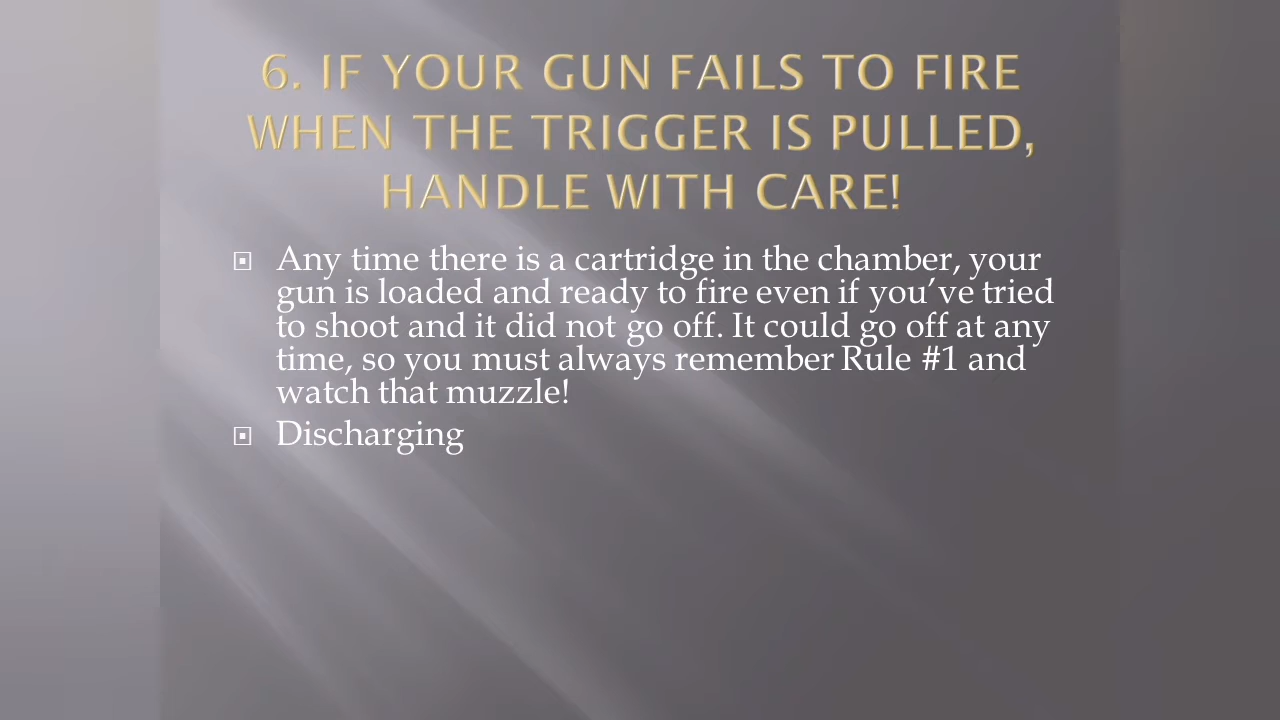 6. IF YOUR GUN FAILS TO FIRE
WHEN THE TRIGGER IS PULLED,
HANDLE WITH CARE!
Any time there is a cartridge in the chamber, your
gun is loaded and ready to fire even if you’ve tried
to shoot and it did not go off. It could go off at any
time, so you must always remember Rule #1 and
watch that muzzle!
Discharging